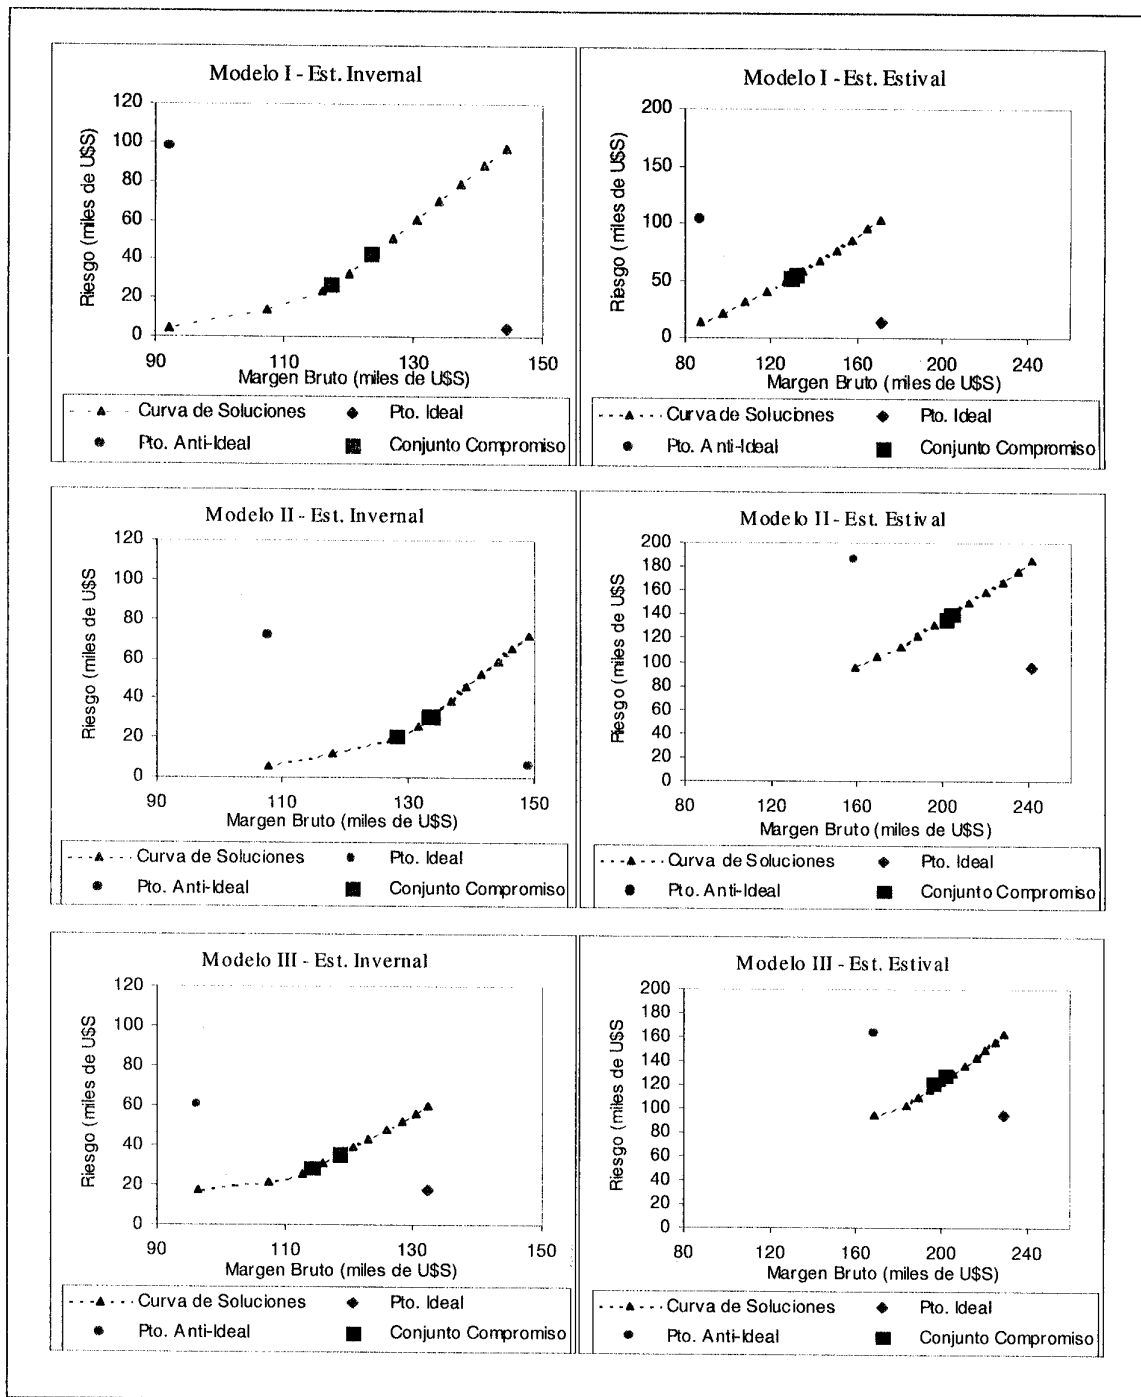 Modelo I - Est. Invernal
Riesgo (miles de U$S)
120
100
80
60
40
20
0
90
110
130
150
Margen Bruto (miles de U$S)
Curva de Soluciones
Pto. Ideal
Pto. Anti-Ideal
Conjunto Compromiso
Modelo I - Est. Estival
Riesgo (miles de U$S)
200
150
100
50
0
80
120
160
200
240
Margen Bruto (miles de U$S)
Curva de Soluciones
Pto. Ideal
Pto. Anti-Ideal
Conjunto Compromiso
Modelo II - Est. Invernal
Riesgo (miles de U$S
120
100
80
60
40
20
0
90
110
130
150
Margen Bruto (miles de U$S)
Curva de Soluciones
Pto. Ideal
Pto. Anti-Ideal
Conjunto Compromiso
Modelo II - Est. Estival
Riesgo (miles de U$S
200
180
160
140
120
100
80
60
40
20
0
80
120
160
200
240
Margen Bruto (miles de U$S)
Curva de Soluciones
Pto. Ideal
Pto. Anti-Ideal
Conjunto Compromiso
Modelo III - Est. Invernal
Riesgo (miles de U$S
120
100
80
60
40
20
0
90
110
130
150
Margen Bruto (miles de U$S)
Curva de Soluciones
Pto. Ideal
Pto. Anti-Ideal
Conjunto Compromiso
Modelo III - Est. Estival
Riesgo (miles de U$S
200
180
160
140
120
100
80
60
40
20
0
80
120
160
200
240
Margen Bruto (miles de U$S)
Curva de Soluciones
Pto. Ideal
Pto. Anti-Ideal
Conjunto Compromiso